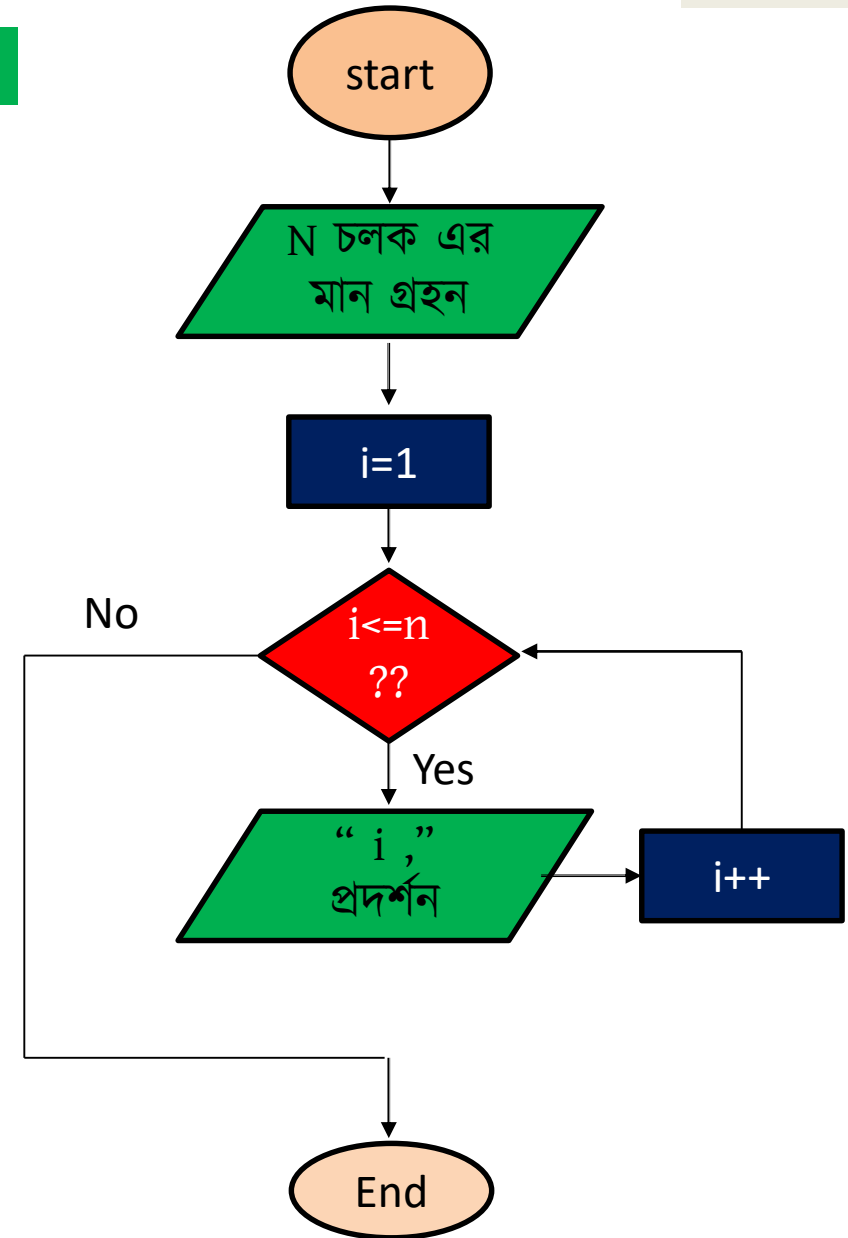 start
N চলক এর
মান গ্রহন
i=1
No
i<=n
??
Yes
“ i ,”
প্রদর্শন
i++
End